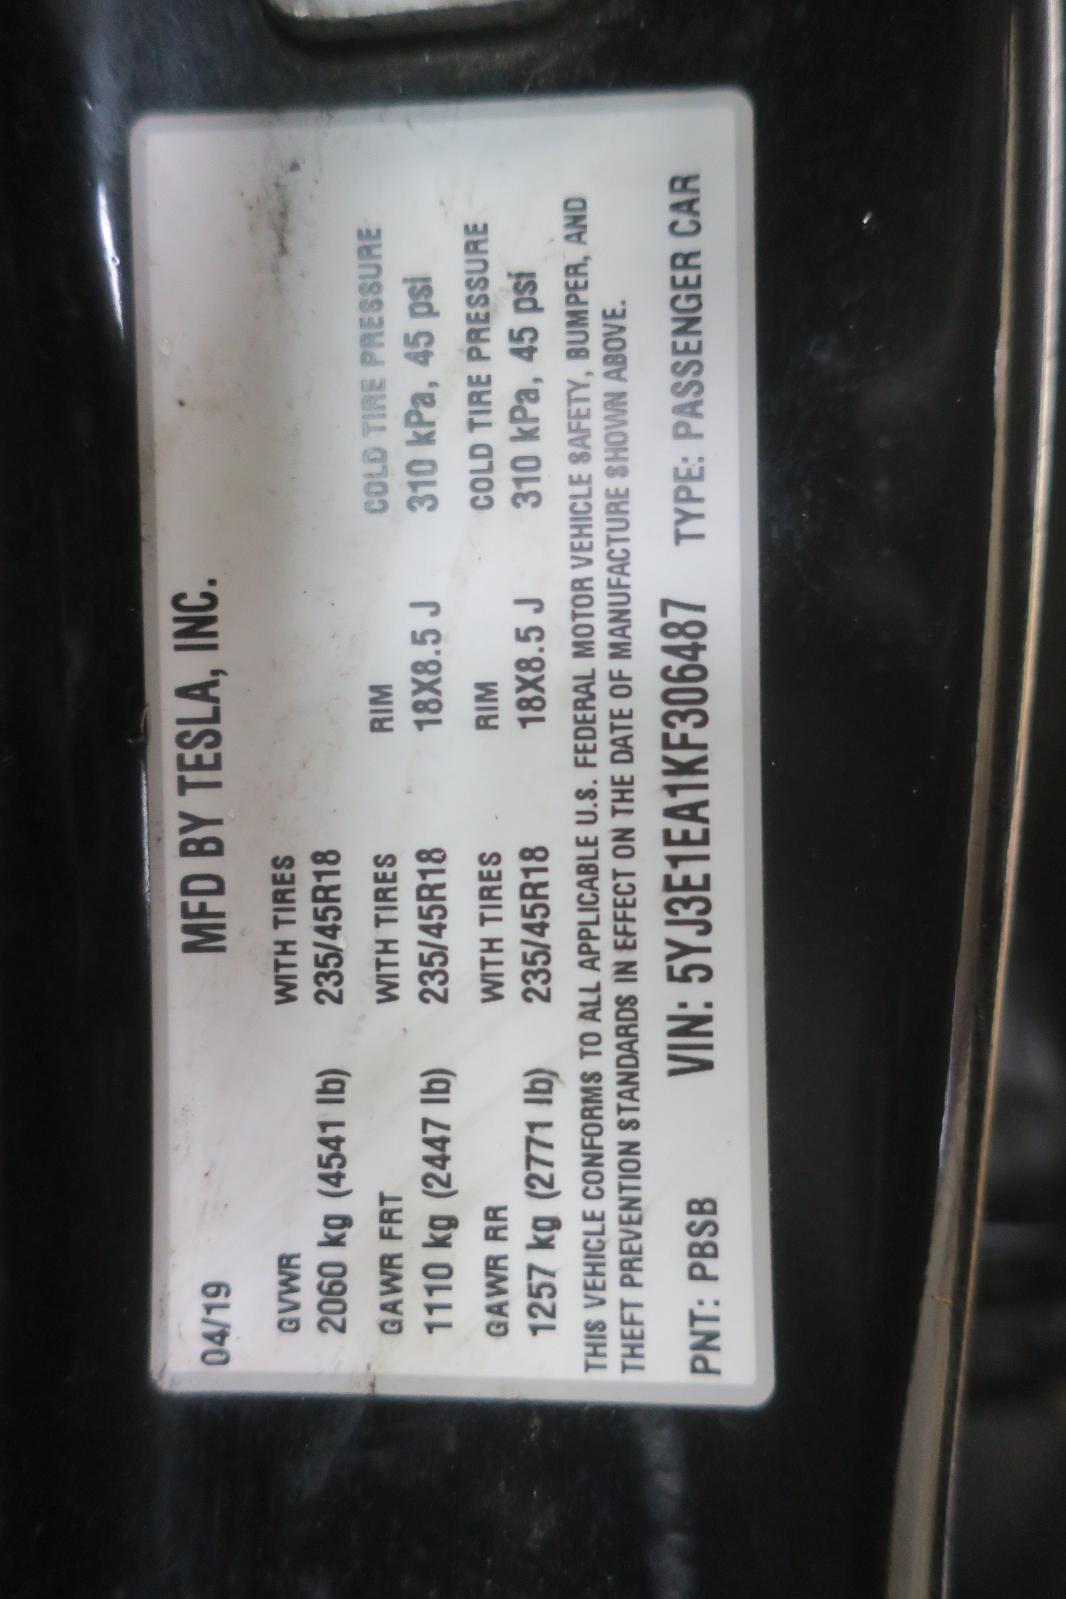 04/19 MFD BY TESLA, INC.
GVWR WITH TIRES
2060 kg (4541 lb) 235/45R18
GAWR FRT WITH TIRES RIM COLD TIRE PRESSURE
1110 kg (2447 lb) 235/45R18 18X8.5 J 310 kPa, 45 psi
GAWR RR WITH TIRES RIM COLD TIRE PRESSURE
1257 kg (2771 lb) 235/45R18 18X8.5 J 310 kPa, 45 psi
THIS VEHICLE CONFORMS TO ALL APPLICABLE U.S. FEDERAL MOTOR VEHICLE SAFETY, BUMPER, AND
THEFT PREVENTION STANDARDS IN EFFECT ON THE DATE OF MANUFACTURE SHOWN ABOVE.
PNT: PBSB VIN: 5YJ3E1EA1KF306487 TYPE: PASSENGER CAR